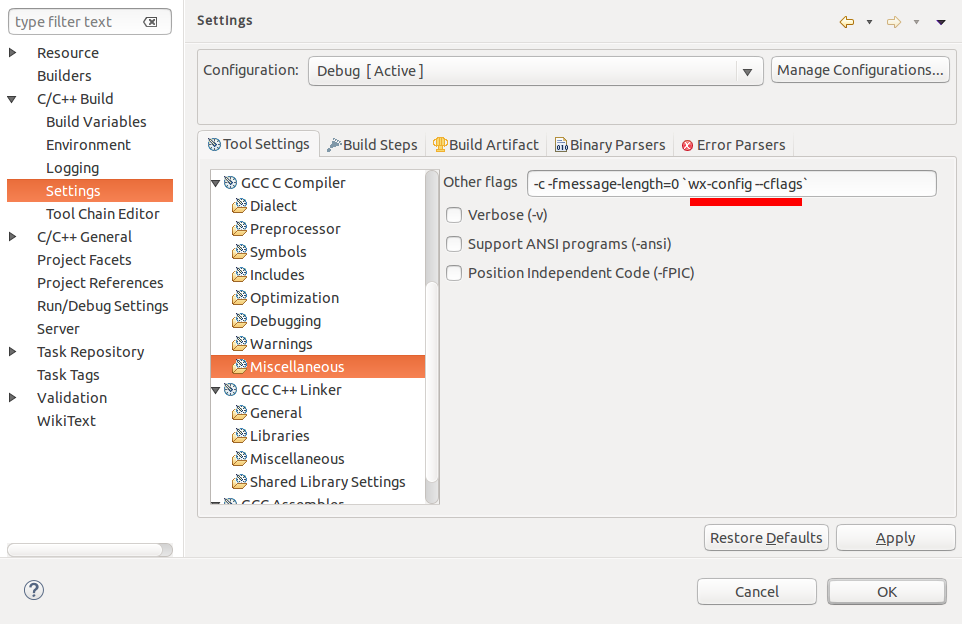 type filter text
Resource
Builders
C/C++ Build
Build Variables
Environment
Logging
Settings
Tool Chain Editor
C/C++ General
Project Facets
Project References
Run/Debug Settings
Server
Task Repository
Task Tags
Validation
WikiText
Settings
Configuration: Debug [ Active ] Manage Configurations...
Tool Settings Build Steps Build Artifact Binary Parsers Error Parsers
GCC C Compiler
Dialect
Preprocessor
Symbols
Includes
Optimization
Debugging
Warnings
Miscellaneous
GCC C++ Linker
General
Libraries
Miscellaneous
Shared Library Settings
GCC Assembler
Other flags -c -fmessage-length=0 `wx-config --cflags`
Verbose (-v)
Support ANSI programs (-ansi)
Position Independent Code (-fPIC)
Restore Defaults Apply
? Cancel OK